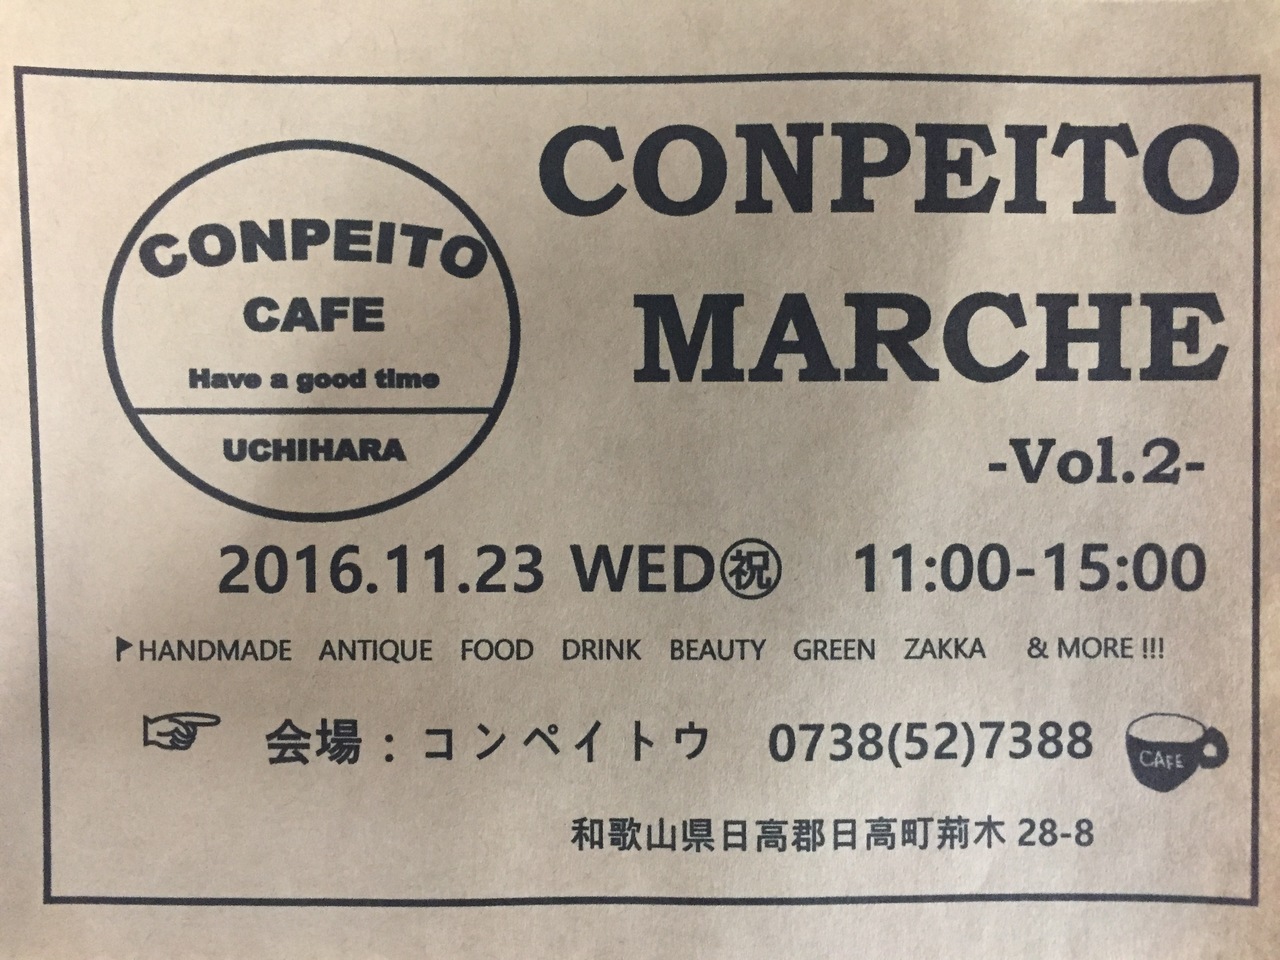 CONPEITO
CAFE
Have a good time
UCHIHARA
CONPEITO
MARCHE
-Vol.2-
2016.11.23 WED㊗ 11:00-15:00
HANDMADE ANTIQUE FOOD DRINK BEAUTY GREEN ZAKKA & MORE !!!
会場：コンペイトウ 0738(52)7388
CAFE
和歌山県日高郡日高町荊木 28-8